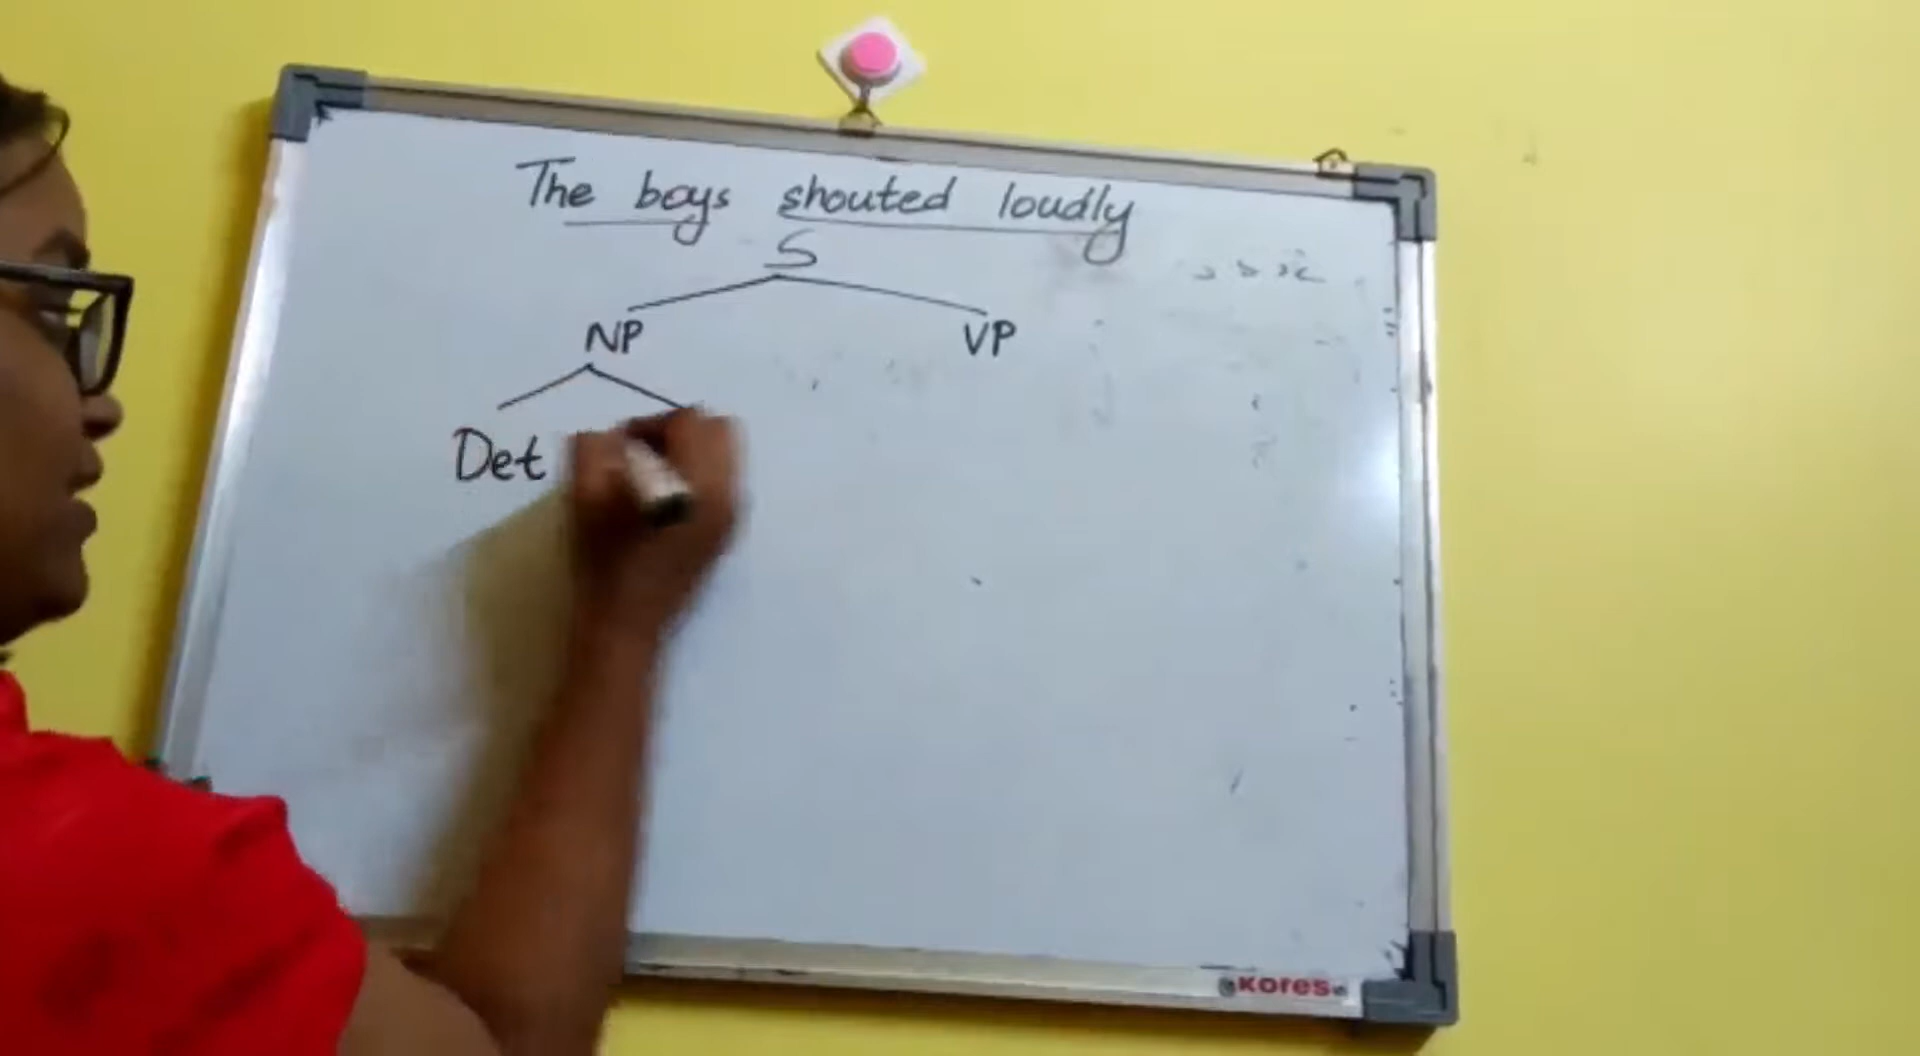 The boys shouted loudly
S
NP VP
Det
Kores